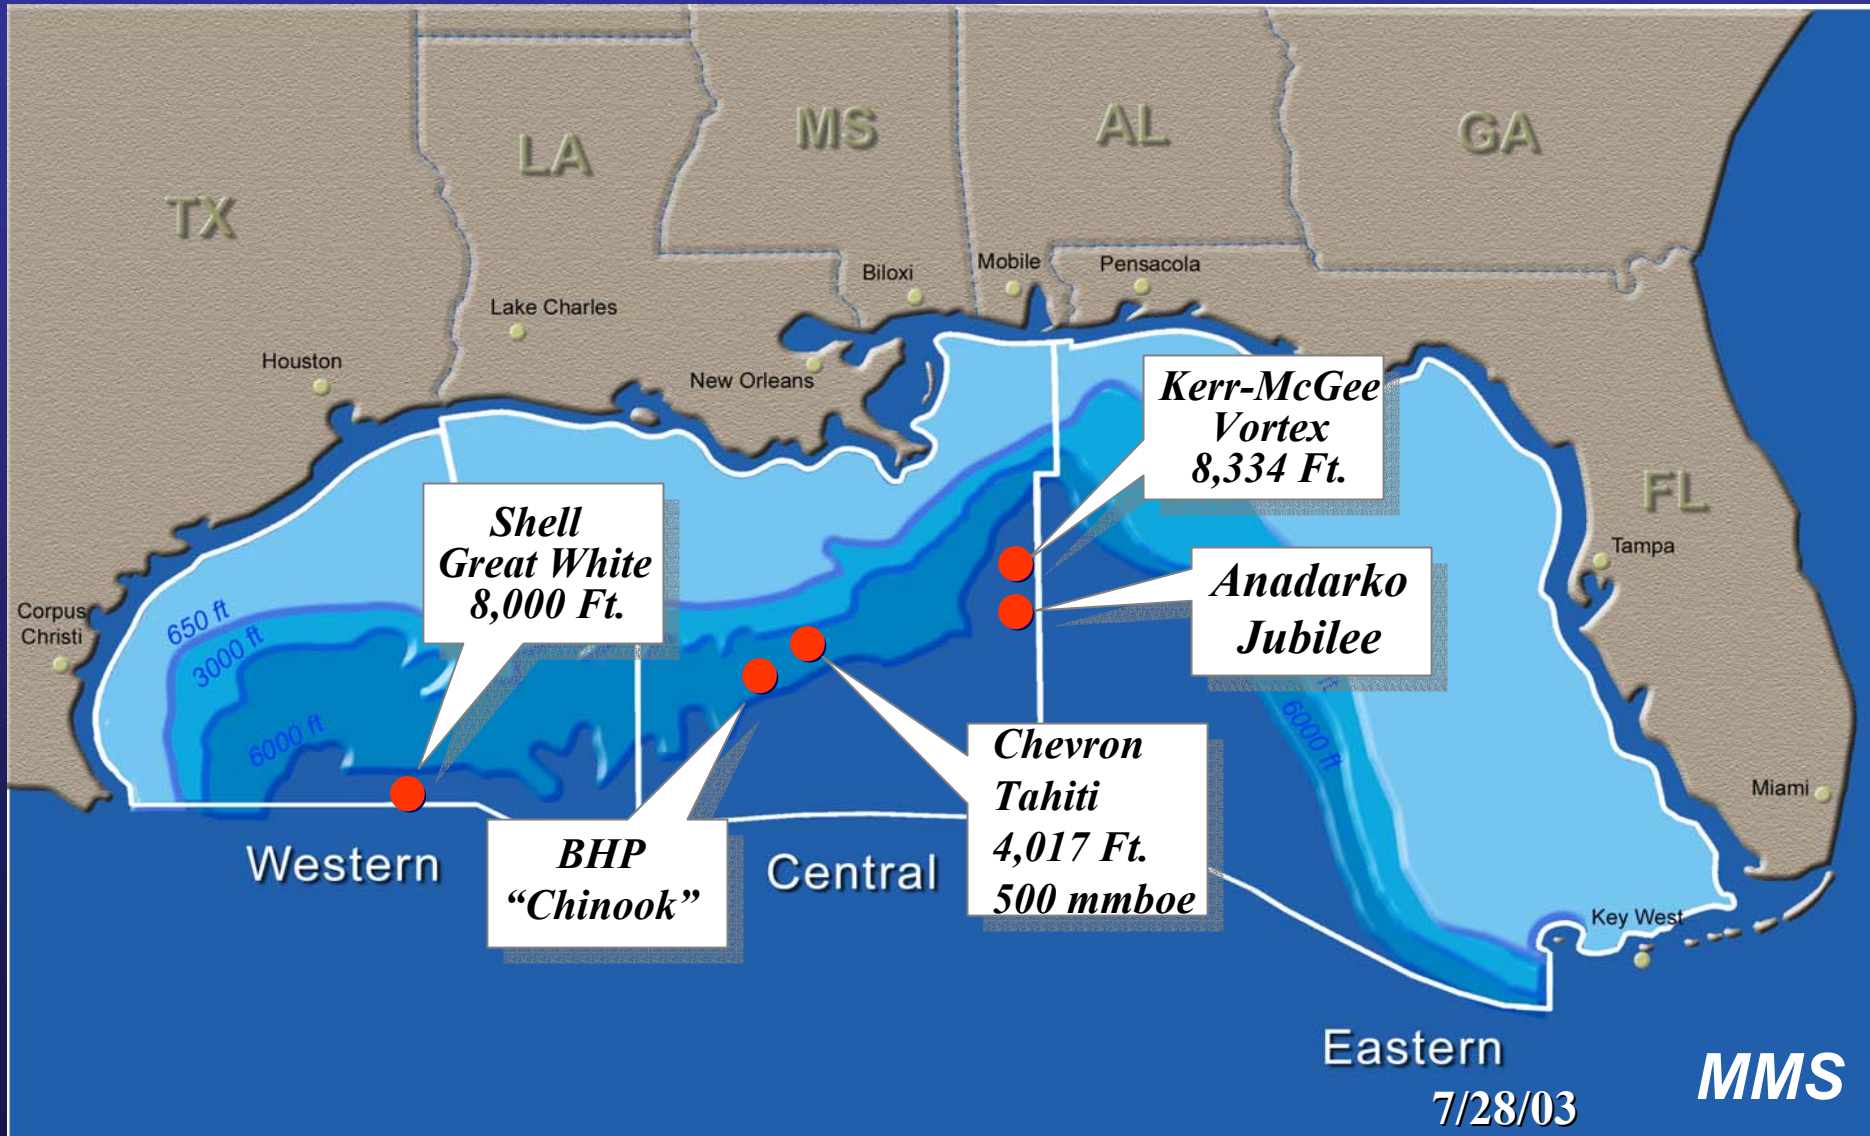 TX
LA
MS
AL
GA
FL
Biloxi
Mobile
Pensacola
Lake Charles
Houston
New Orleans
Corpus
Christi
Tampa
Miami
Key West
650 ft
3000 ft
6000 ft
6000 ft
Kerr-McGee
Vortex
8,334 Ft.
Shell
Great White
8,000 Ft.
Anadarko
Jubilee
Chevron
Tahiti
4,017 Ft.
500 mmboe
BHP
“Chinook”
Western
Central
Eastern
MMS
7/28/03